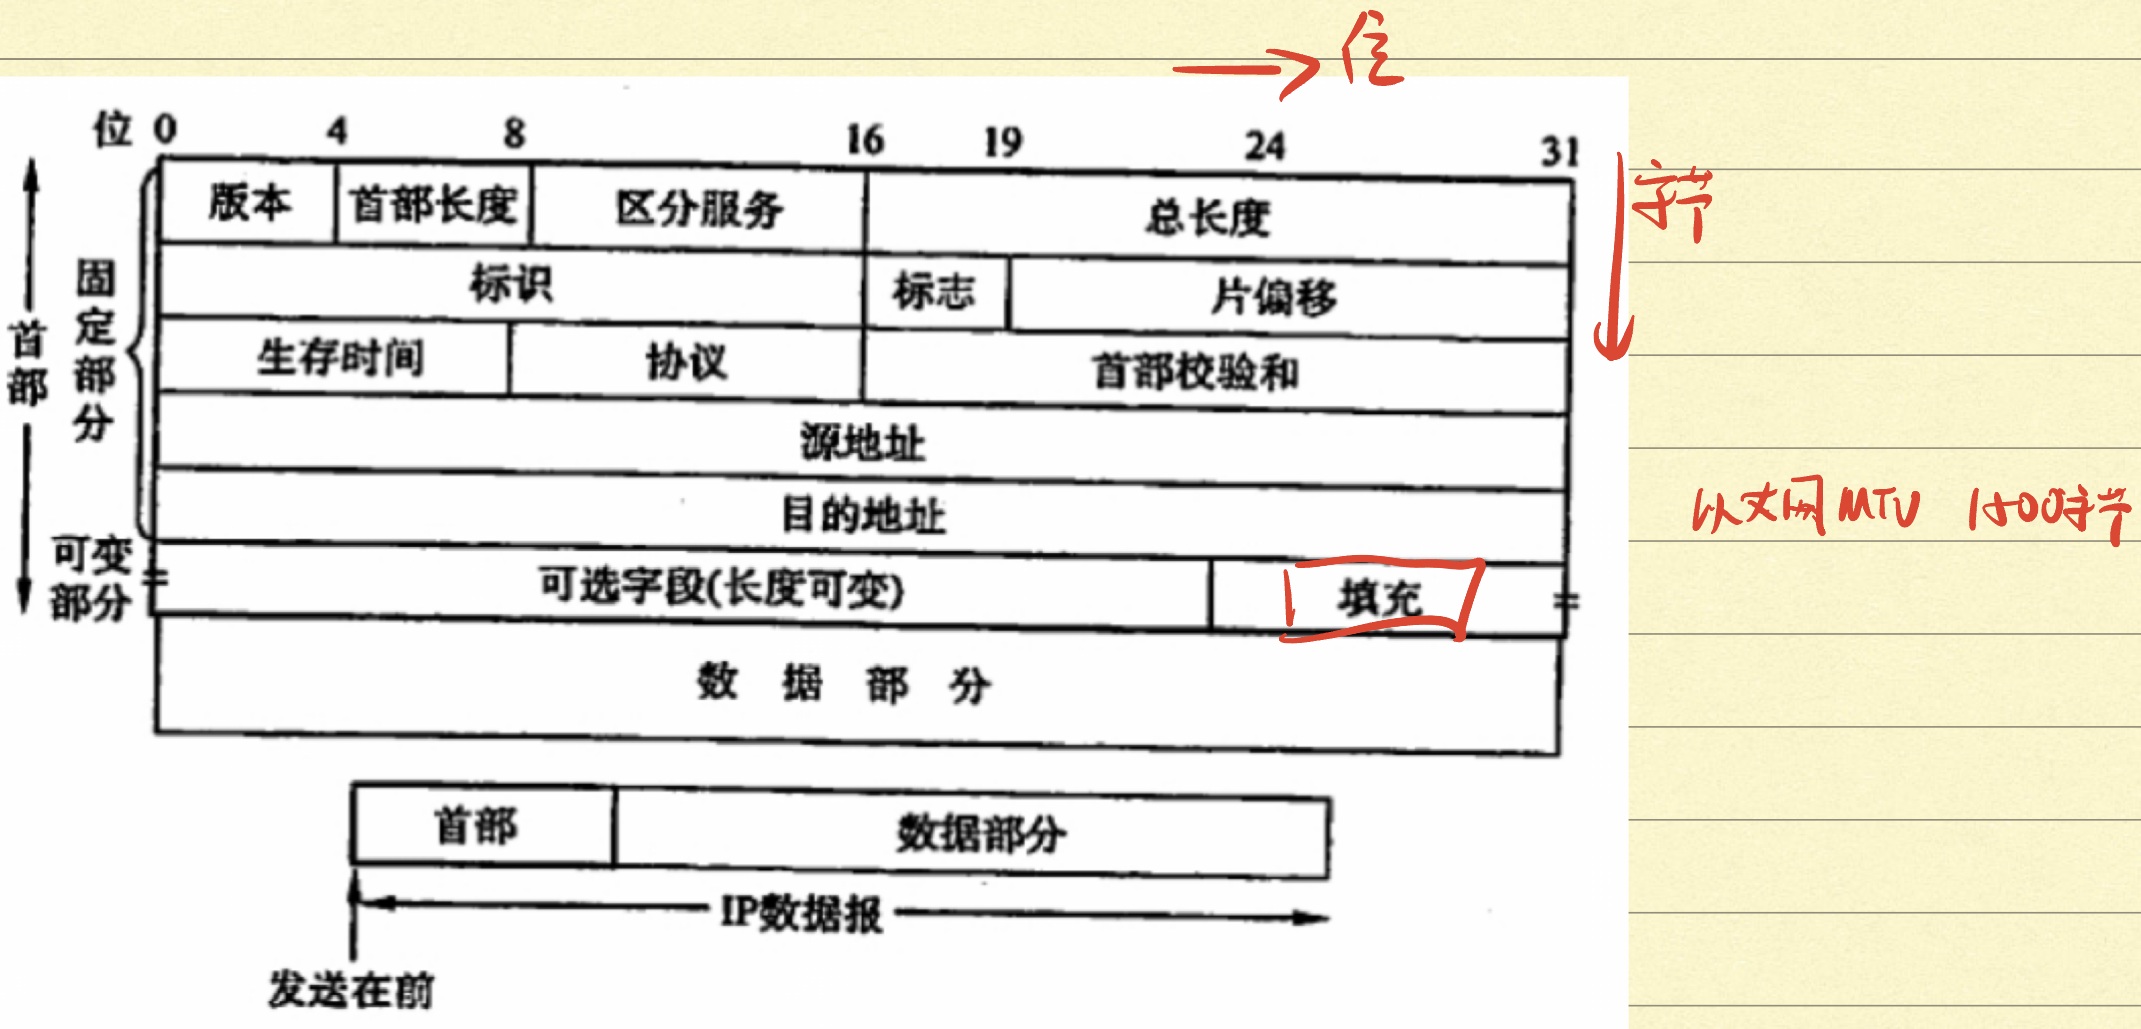 位
位 0 4 8 16 19 24 31
版本 首部长度 区分服务 总长度
字节
标识 标志 片偏移
固定部分
首部
生存时间 协议 首部校验和
源地址
目的地址
以太网 MTU 1500字节
可变部分
可选字段(长度可变) 填充
数据部分
首部 数据部分
IP数据报
发送在前